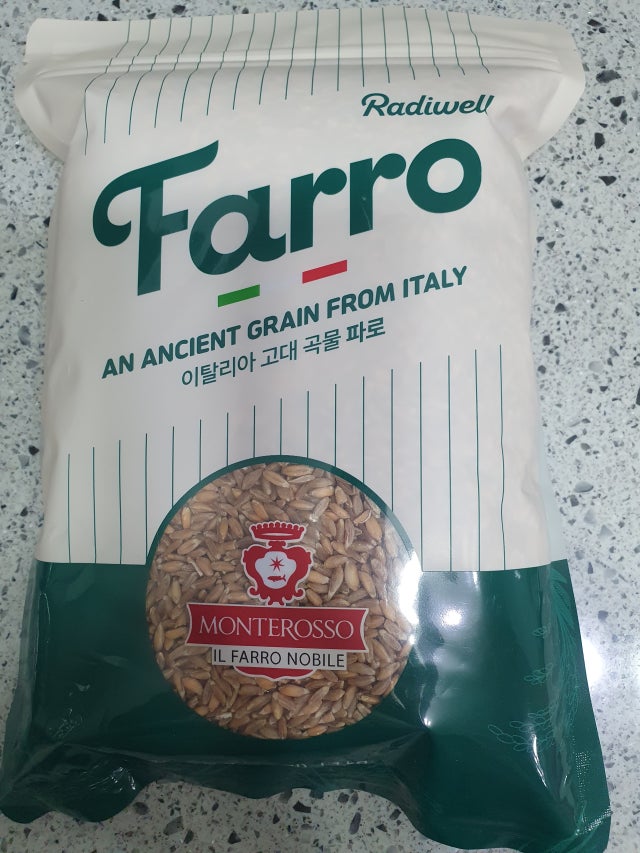 Radiwell
Farro
AN ANCIENT GRAIN FROM ITALY
이탈리아 고대 곡물 파로
MONTEROSSO
IL FARRO NOBILE